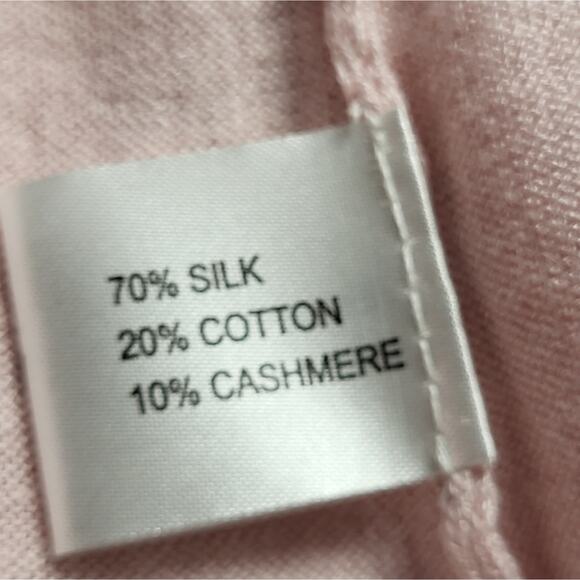 70% SILK
20% COTTON
10% CASHMERE